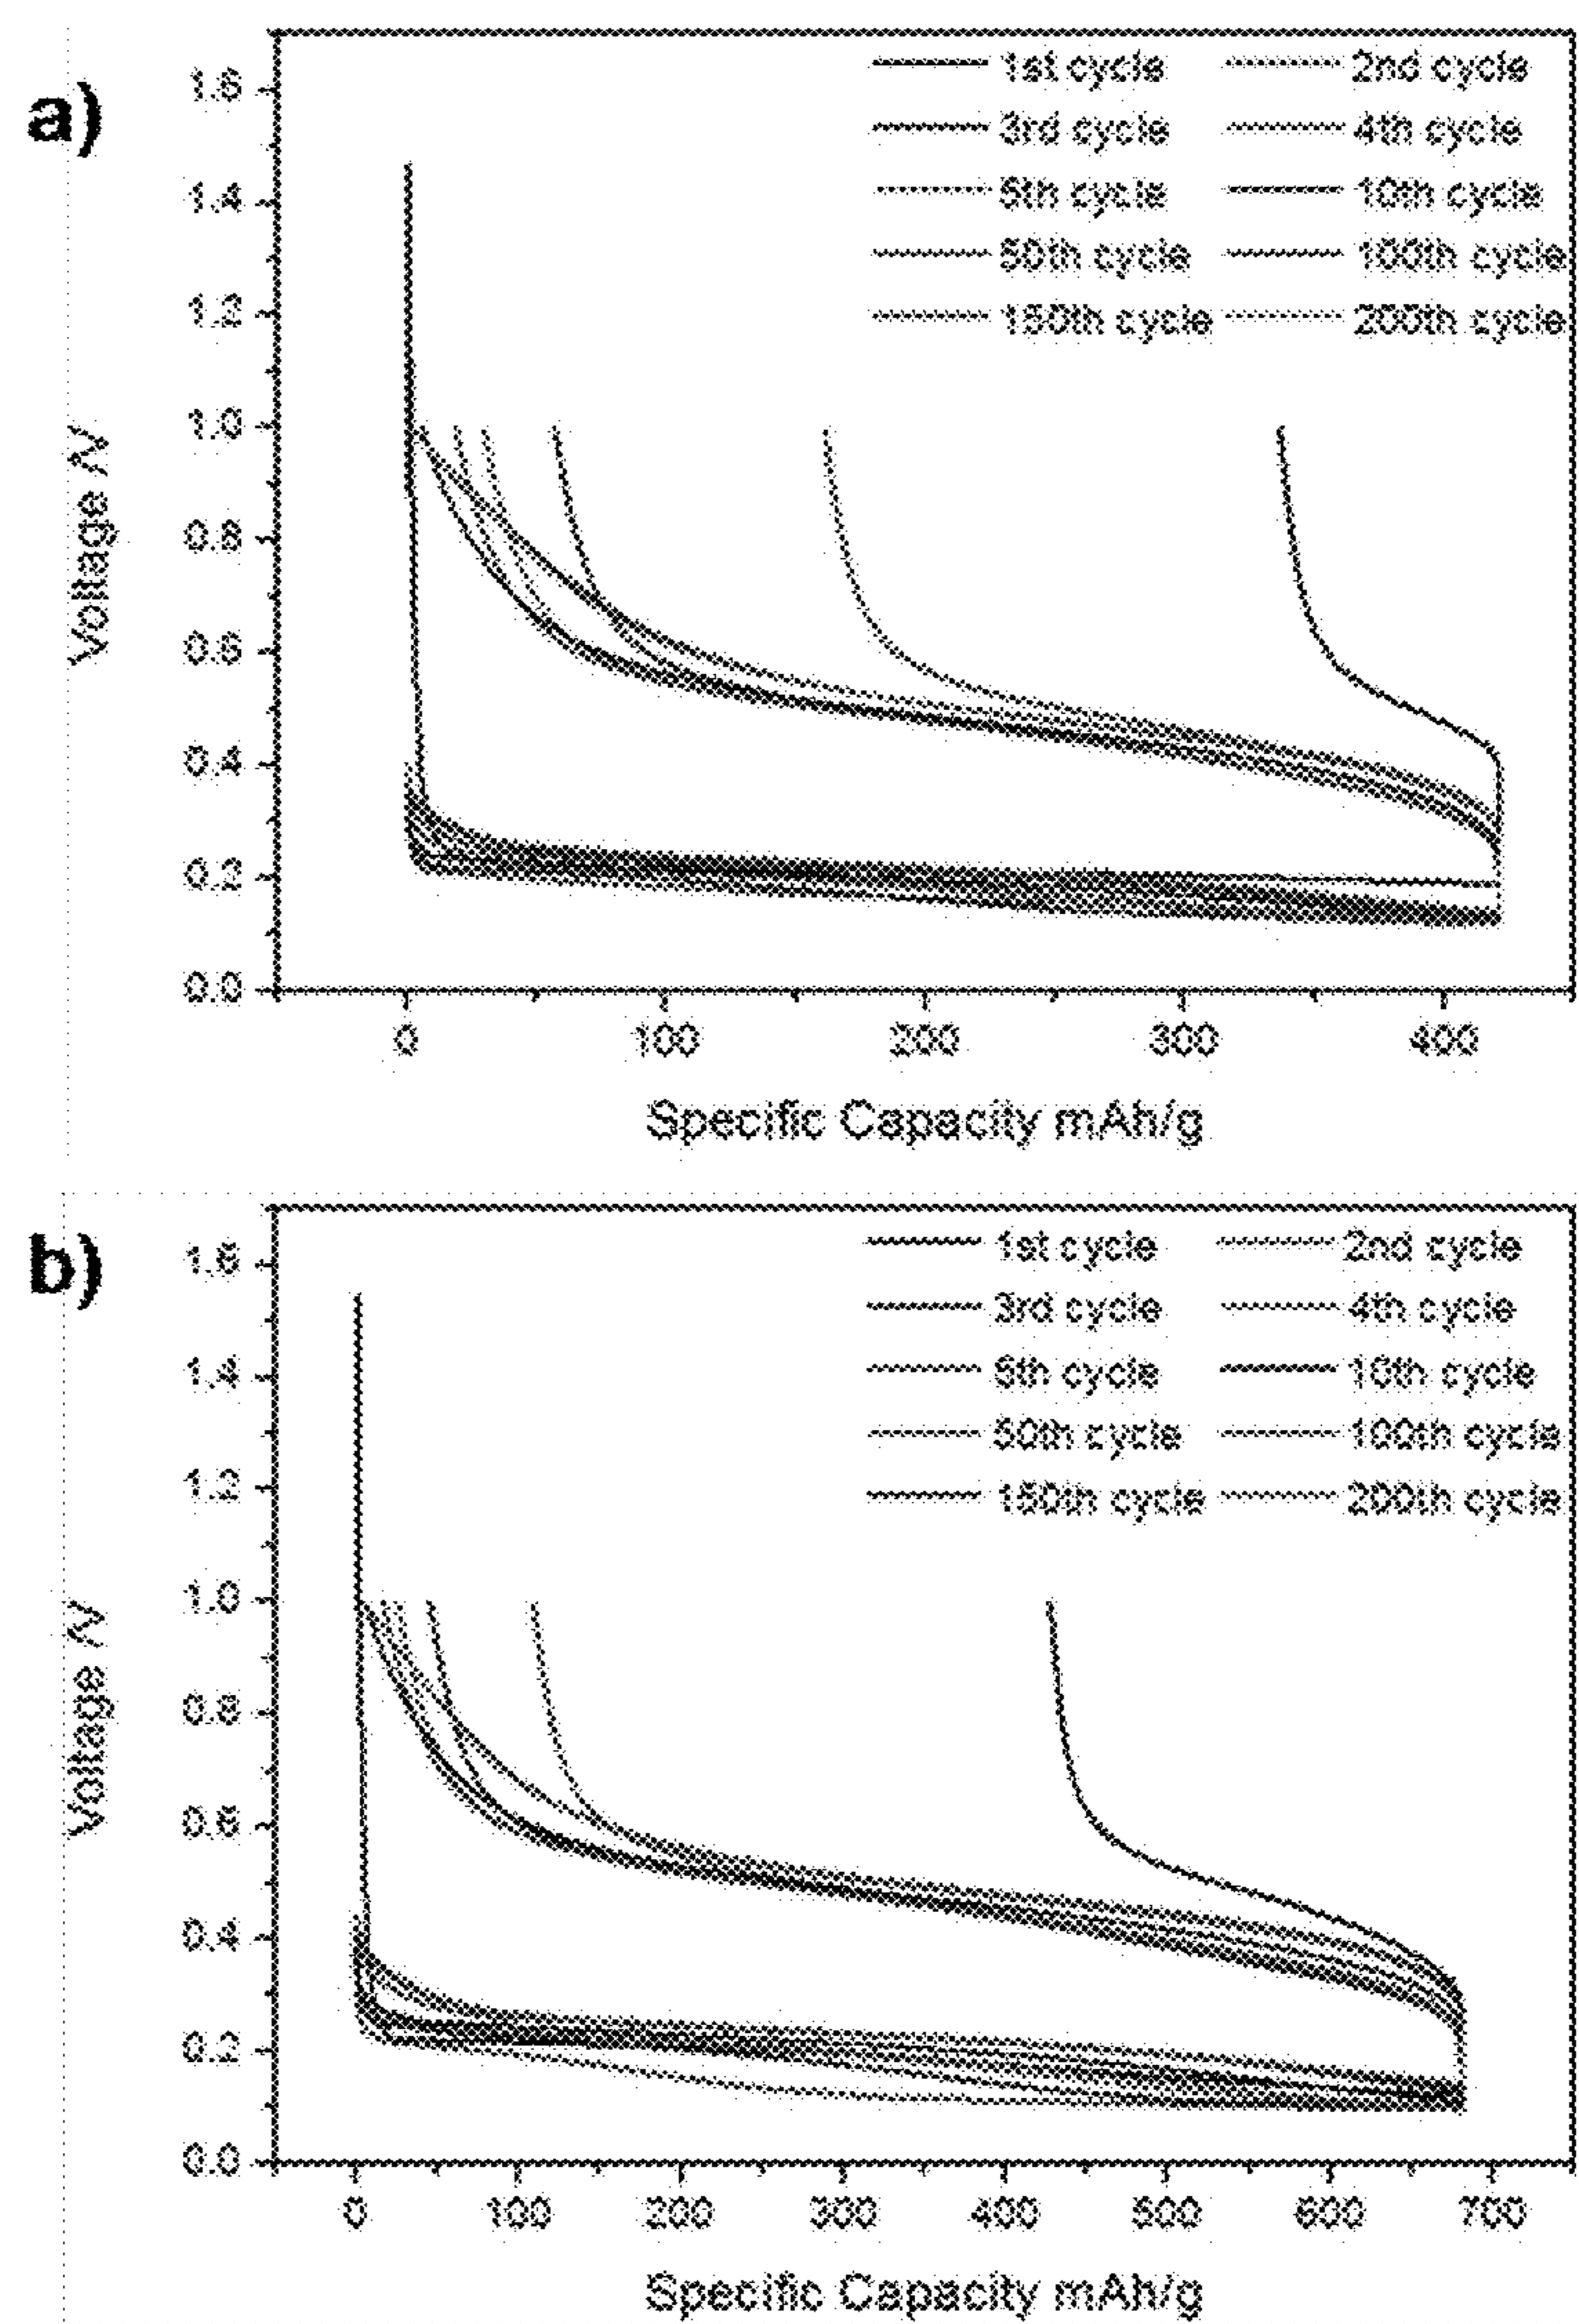 a)
1.6
1.4
1.2
1.0
0.8
0.6
0.4
0.2
0.0
Voltage /V
1st cycle 2nd cycle
3rd cycle 4th cycle
5th cycle 10th cycle
50th cycle 100th cycle
150th cycle 200th cycle
0 100 200 300 400
Specific Capacity mAh/g
b)
1.6
1.4
1.2
1.0
0.8
0.6
0.4
0.2
0.0
Voltage /V
1st cycle 2nd cycle
3rd cycle 4th cycle
5th cycle 10th cycle
50th cycle 100th cycle
150th cycle 200th cycle
0 100 200 300 400 500 600 700
Specific Capacity mAh/g